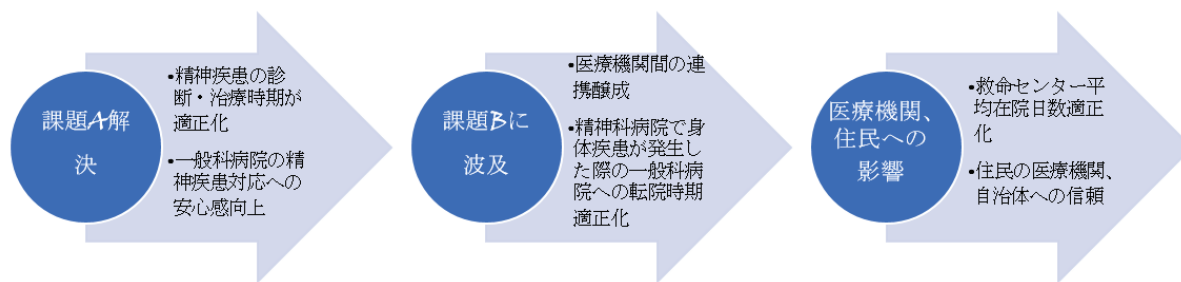 課題A解
決
•精神疾患の診
断・治療時期が
適正化
•一般科病院の精
神疾患対応への
安心感向上
課題Bに
波及
•医療機関間の連
携醸成
•精神科病院で身
体疾患が発生し
た際の一般科病
院への転院時期
適正化
医療機関、
住民への
影響
•救命センター平
均在院日数適正
化
•住民の医療機関、
自治体への信頼